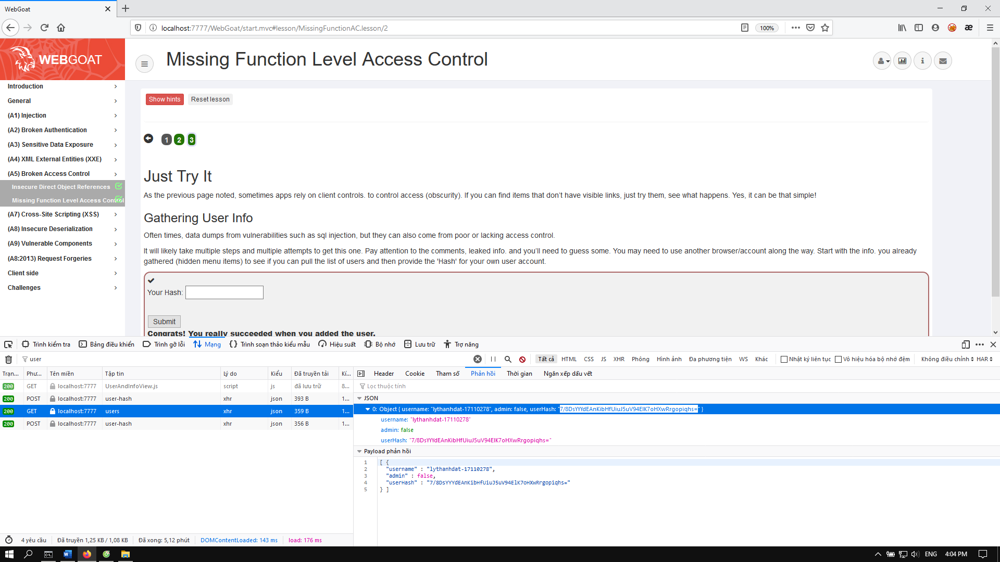 WebGoat
localhost:7777/WebGoat/start.mvc#lesson/MissingFunctionAC.lesson/2
100%
WEBGOAT
Missing Function Level Access Control
Introduction
General
(A1) Injection
(A2) Broken Authentication
(A3) Sensitive Data Exposure
(A4) XML External Entities (XXE)
(A5) Broken Access Control
Insecure Direct Object References
Missing Function Level Access Control
(A7) Cross-Site Scripting (XSS)
(A8) Insecure Deserialization
(A9) Vulnerable Components
(A8:2013) Request Forgeries
Client side
Challenges
Show hints
Reset lesson
1 2 3
Just Try It
As the previous page noted, sometimes apps rely on client controls. to control access (obscurity). If you can find items that don't have visible links, just try them, see what happens. Yes, it can be that simple!
Gathering User Info
Often times, data dumps from vulnerabilities such as sql injection, but they can also come from poor or lacking access control.
It will likely take multiple steps and multiple attempts to get this one. Pay attention to the comments, leaked info. and you'll need to guess some. You may need to use another browser/account along the way. Start with the info. you already
gathered (hidden menu items) to see if you can pull the list of users and then provide the 'Hash' for your own user account.
Your Hash:
Submit
Congrats! You really succeeded when you added the user.
Trình kiểm tra Bảng điều khiển Trình gỡ lỗi Mạng Trình soạn thảo kiểu mẫu Hiệu suất Bộ nhớ Lưu trữ Trợ năng
user
Tất cả HTML CSS JS XHR Phông Hình ảnh Đa phương tiện WS Khác Nhật ký liên tục Vô hiệu hóa bộ nhớ đệm Không điều chỉnh HAR
Trạn... Phư... Tên miền Tập tin Lý do Kiểu Đã truyền tải Kí...
200 GET localhost:7777 UserAndInfoView.js script js đã lưu trữ 8...
200 POST localhost:7777 user-hash xhr json 393 B 1...
200 GET localhost:7777 users xhr json 359 B 1...
200 POST localhost:7777 user-hash xhr json 356 B 1...
Header Cookie Tham số Phản hồi Thời gian Ngăn xếp dấu vết
Lọc thuộc tính
JSON
0: Object { username: "lythanhdat-17110278", admin: false, userHash: "7/8DsYYYdEAnKibHfUiuJ5uV94ElK7oHXwRrgopiqhs=" }
username: "lythanhdat-17110278"
admin: false
userHash: "7/8DsYYYdEAnKibHfUiuJ5uV94ElK7oHXwRrgopiqhs="
Payload phản hồi
1 [ {
2 "username" : "lythanhdat-17110278",
3 "admin" : false,
4 "userHash" : "7/8DsYYYdEAnKibHfUiuJ5uV94ElK7oHXwRrgopiqhs="
5 } ]
4 yêu cầu Đã truyền 1,25 KB / 1,08 KB Đã xong: 5,12 phút DOMContentLoaded: 143 ms load: 176 ms
ENG 4:04 PM